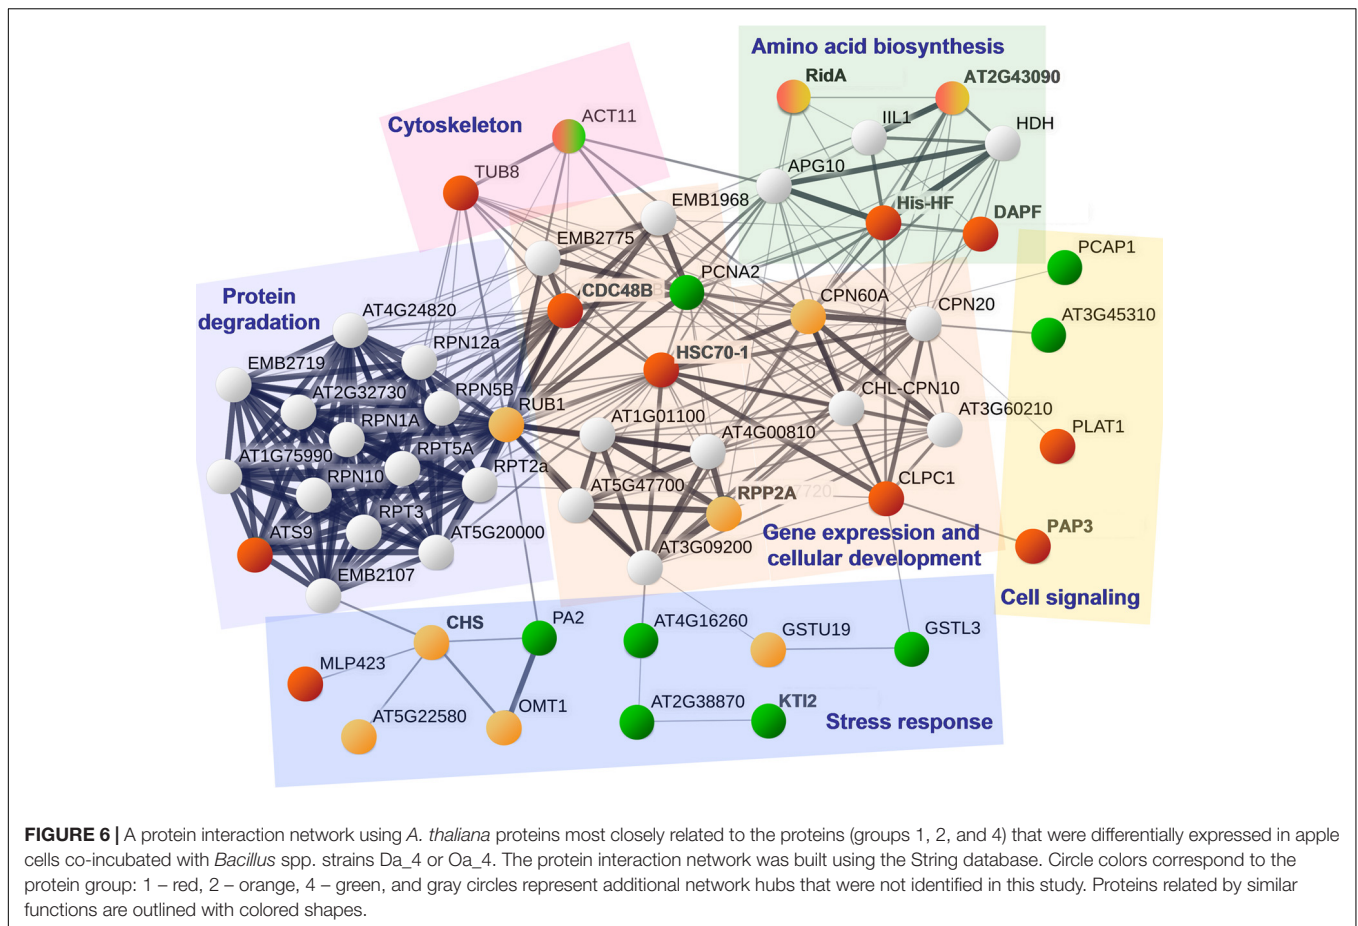 Amino acid biosynthesis
RidA
AT2G43090
ACT11
IIL1
HDH
Cytoskeleton
APG10
TUB8
EMB1968
His-HF
DAPF
EMB2775
PCNA2
PCAP1
CDC48B
CPN60A
CPN20
AT3G45310
Protein
degradation
AT4G24820
RPN12a
HSC70-1
EMB2719
AT2G32730
RPN5B
RUB1
CHL-CPN10
AT3G60210
RPN1A
AT1G01100
AT4G00810
PLAT1
AT1G75990
RPT5A
RPN10
RPT2a
AT5G47700
RPP2A
CLPC1
RPT3
ATS9
AT5G20000
AT3G09200
Gene expression and
cellular development
PAP3
EMB2107
Cell signaling
CHS
PA2
AT4G16260
GSTU19
GSTL3
MLP423
AT5G22580
OMT1
AT2G38870
KTI2
Stress response
FIGURE 6 | A protein interaction network using A. thaliana proteins most closely related to the proteins (groups 1, 2, and 4) that were differentially expressed in apple
cells co-incubated with Bacillus spp. strains Da_4 or Oa_4. The protein interaction network was built using the String database. Circle colors correspond to the
protein group: 1 – red, 2 – orange, 4 – green, and gray circles represent additional network hubs that were not identified in this study. Proteins related by similar
functions are outlined with colored shapes.